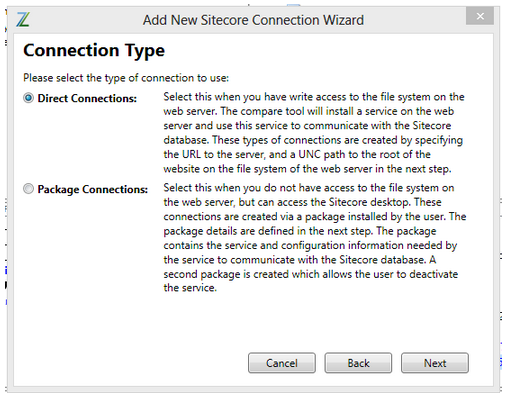 Add New Sitecore Connection Wizard
Connection Type
Please select the type of connection to use:
Direct Connections:
Select this when you have write access to the file system on the
web server. The compare tool will install a service on the web
server and use this service to communicate with the Sitecore
database. These types of connections are created by specifying
the URL to the server, and a UNC path to the root of the
website on the file system of the web server in the next step.
Package Connections:
Select this when you do not have access to the file system on
the web server, but can access the Sitecore desktop. These
connections are created via a package installed by the user. The
package details are defined in the next step. The package
contains the service and configuration information needed by
the service to communicate with the Sitecore database. A
second package is created which allows the user to deactivate
the service.
Cancel Back Next